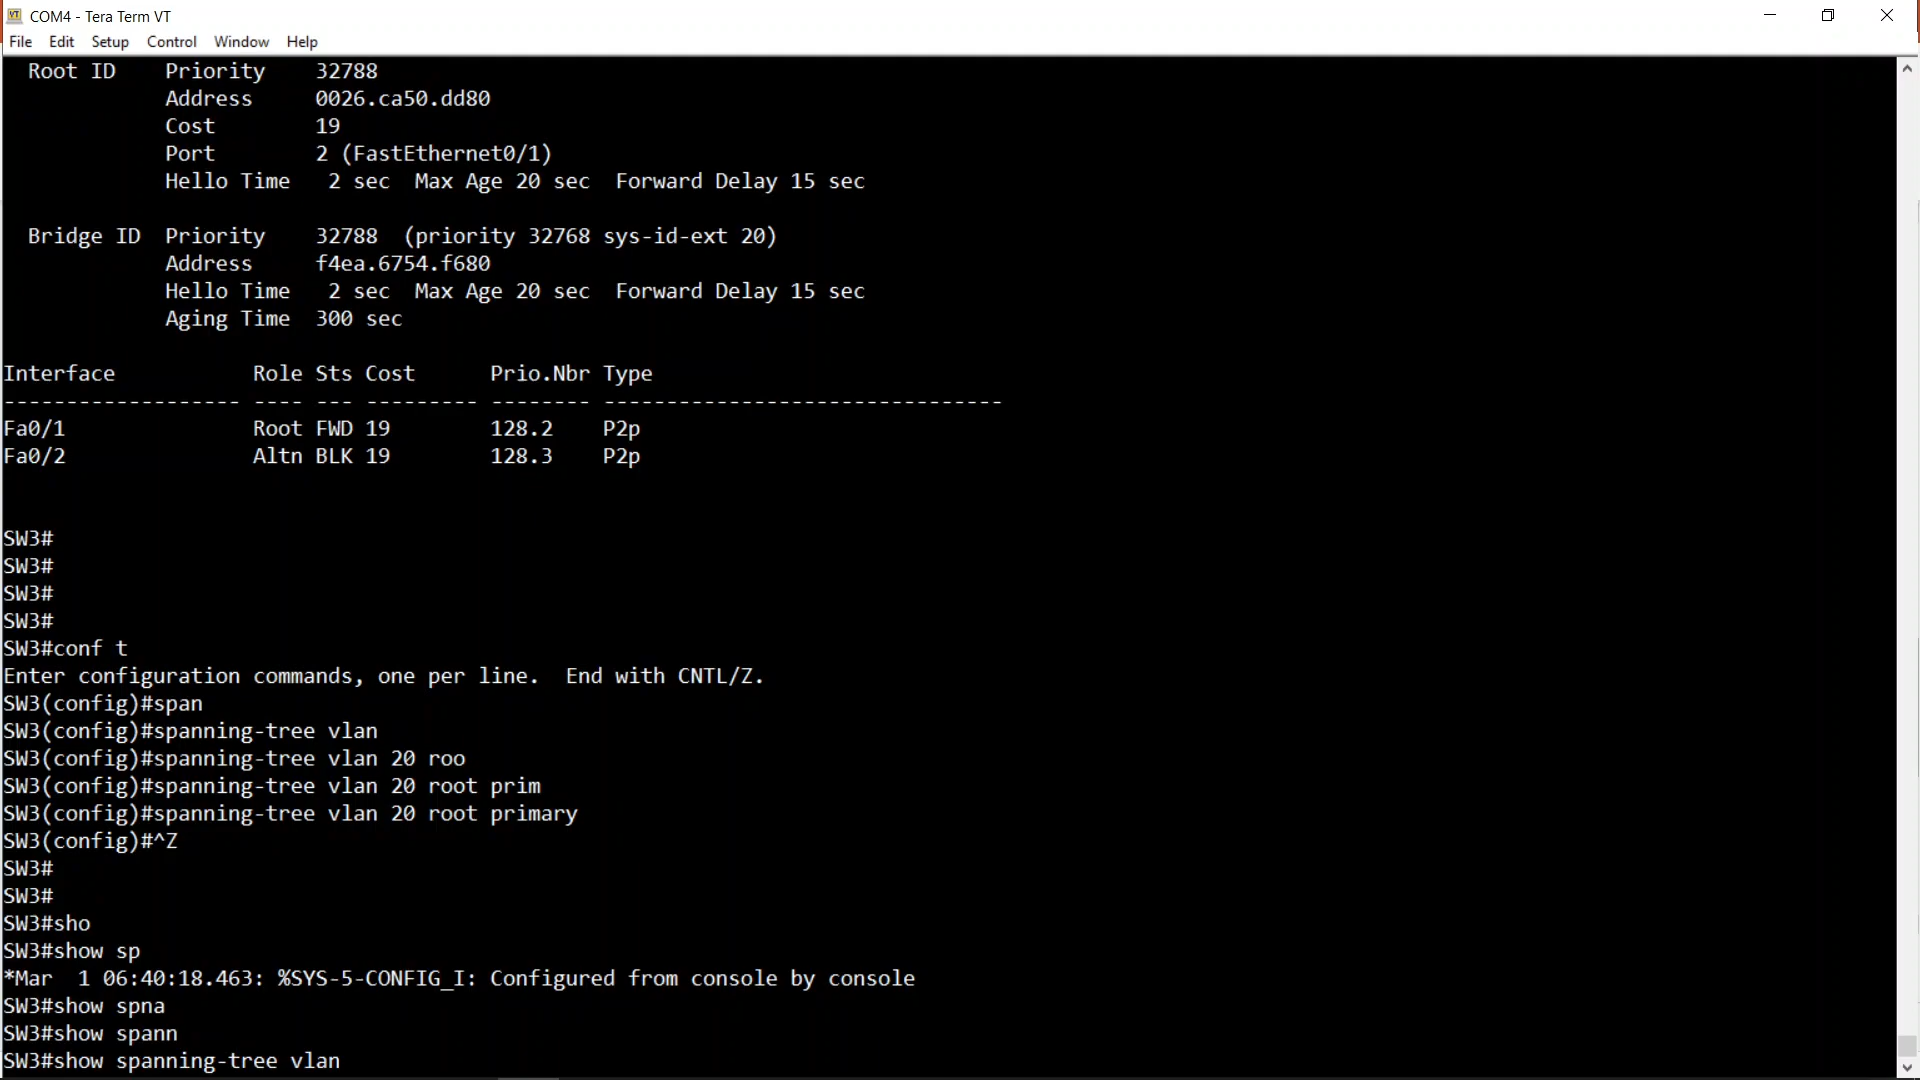 COM4 - Tera Term VT
File Edit Setup Control Window Help
Root ID Priority 32788
Address 0026.ca50.dd80
Cost 19
Port 2 (FastEthernet0/1)
Hello Time 2 sec Max Age 20 sec Forward Delay 15 sec
Bridge ID Priority 32788 (priority 32768 sys-id-ext 20)
Address f4ea.6754.f680
Hello Time 2 sec Max Age 20 sec Forward Delay 15 sec
Aging Time 300 sec
Interface Role Sts Cost Prio.Nbr Type
------------------- ---- --- --------- -------- --------------------------------
Fa0/1 Root FWD 19 128.2 P2p
Fa0/2 Altn BLK 19 128.3 P2p
SW3#
SW3#
SW3#
SW3#
SW3#conf t
Enter configuration commands, one per line. End with CNTL/Z.
SW3(config)#span
SW3(config)#spanning-tree vlan
SW3(config)#spanning-tree vlan 20 roo
SW3(config)#spanning-tree vlan 20 root prim
SW3(config)#spanning-tree vlan 20 root primary
SW3(config)#^Z
SW3#
SW3#
SW3#sho
SW3#show sp
*Mar 1 06:40:18.463: %SYS-5-CONFIG_I: Configured from console by console
SW3#show spna
SW3#show spann
SW3#show spanning-tree vlan